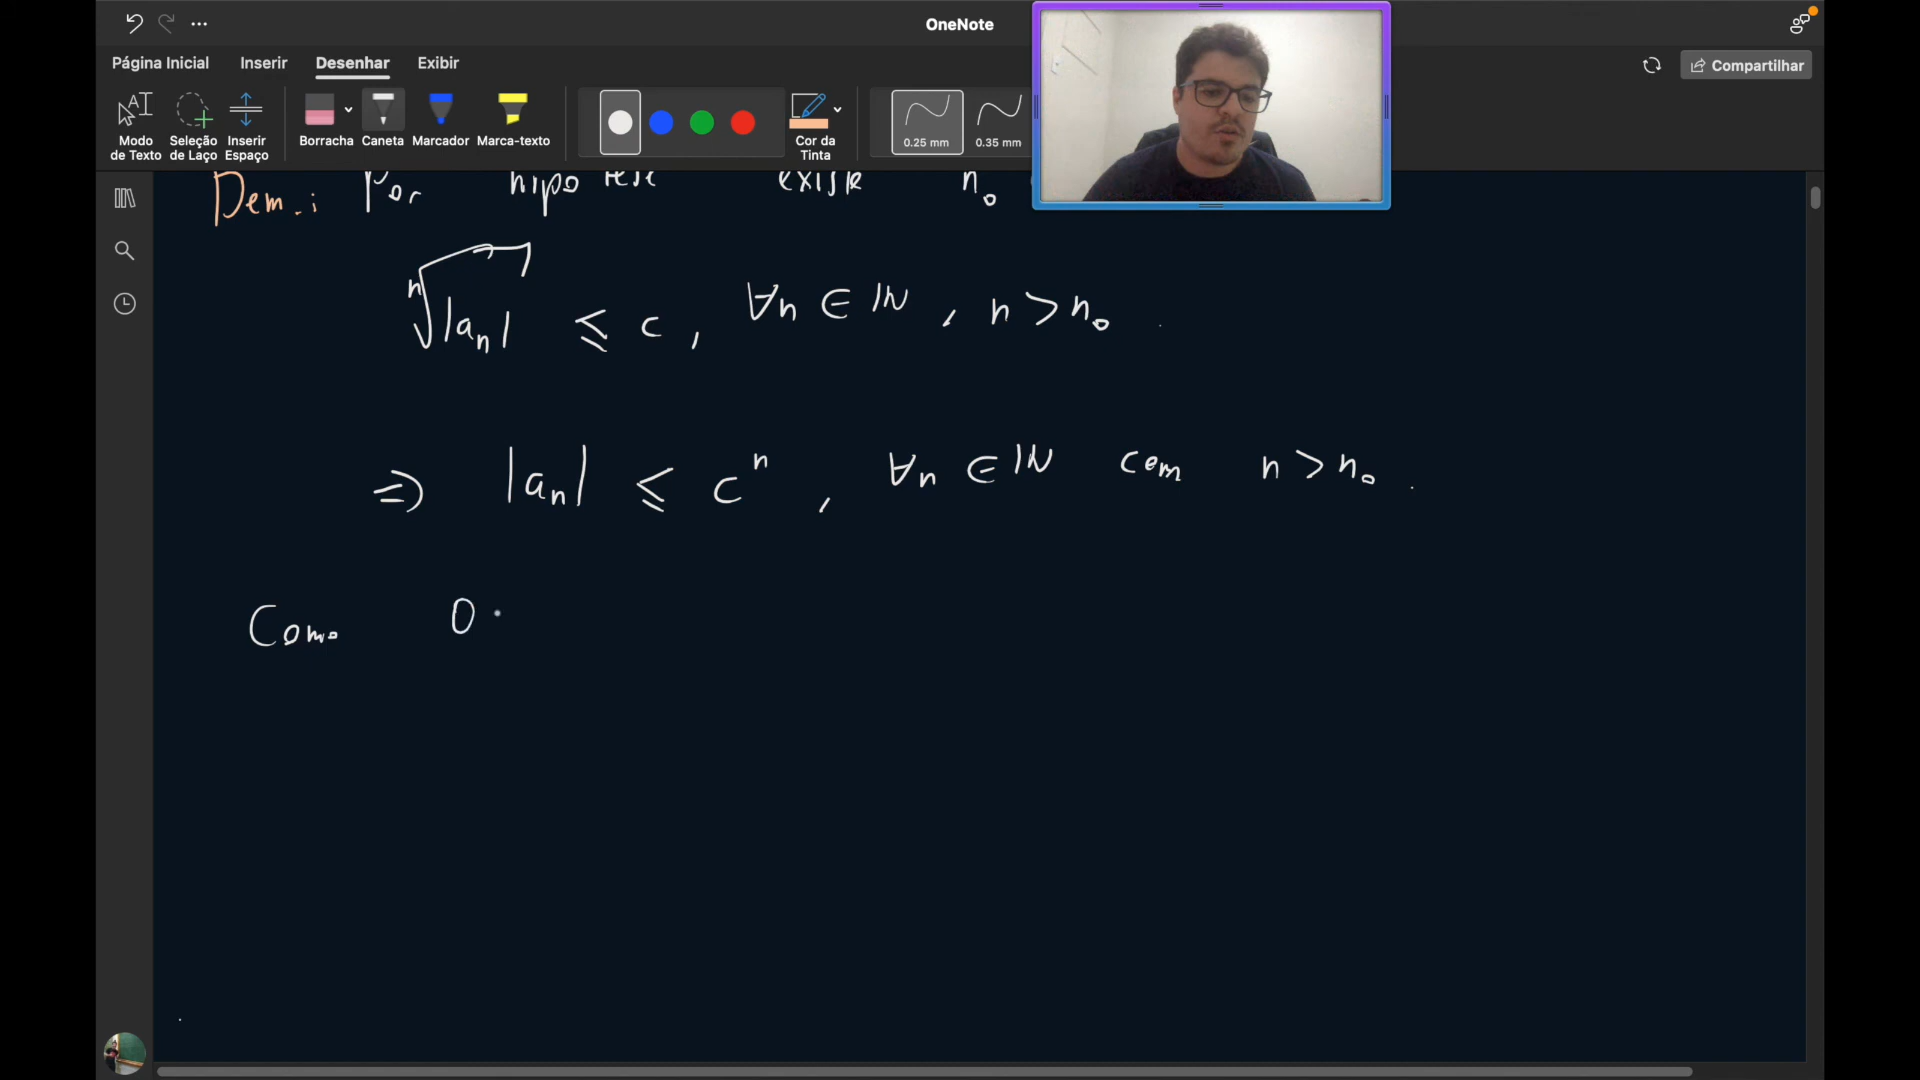 OneNote
Página Inicial Inserir Desenhar Exibir
Compartilhar
Modo de Texto
Seleção de Laço
Inserir Espaço
Borracha
Caneta
Marcador
Marca-texto
Cor da Tinta
0.25 mm
0.35 mm
Dem.: Por hipótese existe n₀
ⁿ√|aₙ| ≤ c, ∀n ∈ ℕ, n > n₀.
⇒ |aₙ| ≤ cⁿ, ∀n ∈ ℕ com n > n₀.
Como 0